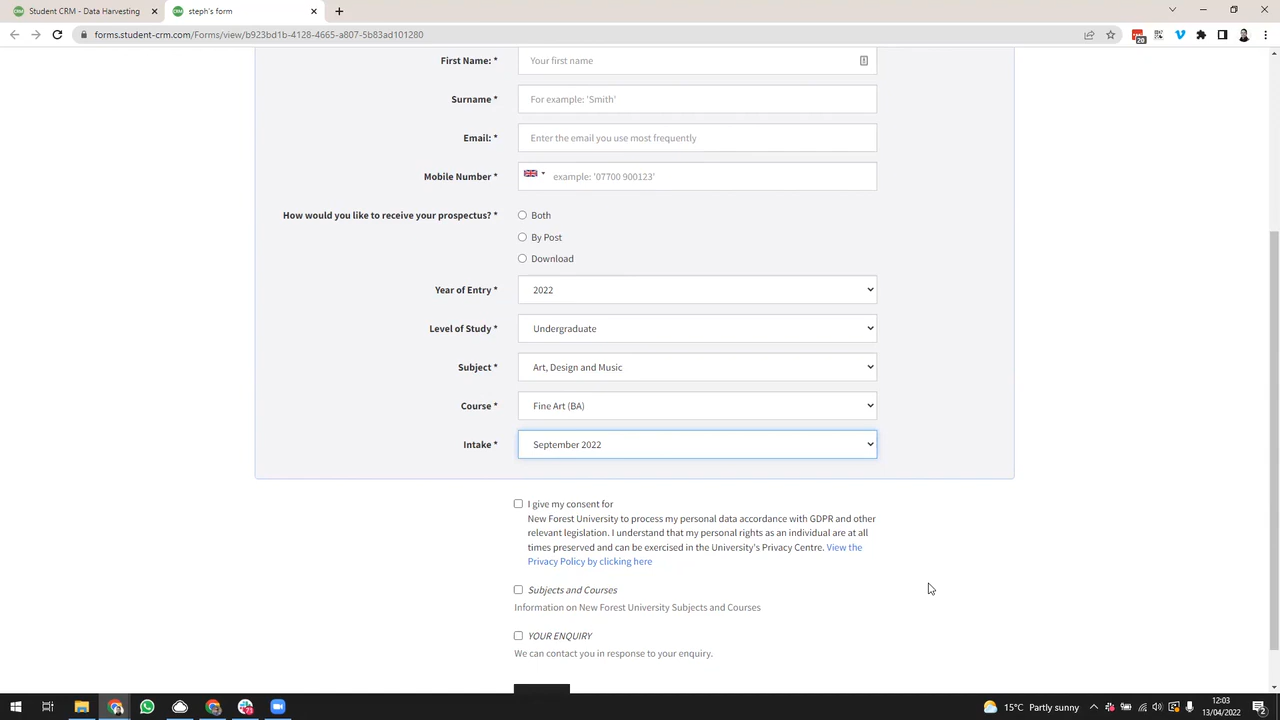 Student CRM - Data Harvesting
steph's form
forms.student-crm.com/Forms/view/b923bd1b-4128-4665-a807-5b83ad101280
20
First Name: *
Your first name
Surname *
For example: 'Smith'
Email: *
Enter the email you use most frequently
Mobile Number *
example: '07700 900123'
How would you like to receive your prospectus? *
Both
By Post
Download
Year of Entry *
2022
Level of Study *
Undergraduate
Subject *
Art, Design and Music
Course *
Fine Art (BA)
Intake *
September 2022
I give my consent for
New Forest University to process my personal data accordance with GDPR and other
relevant legislation. I understand that my personal rights as an individual are at all
times preserved and can be exercised in the University's Privacy Centre. View the
Privacy Policy by clicking here
Subjects and Courses
Information on New Forest University Subjects and Courses
YOUR ENQUIRY
We can contact you in response to your enquiry.
15°C Partly sunny
12:03
13/04/2022